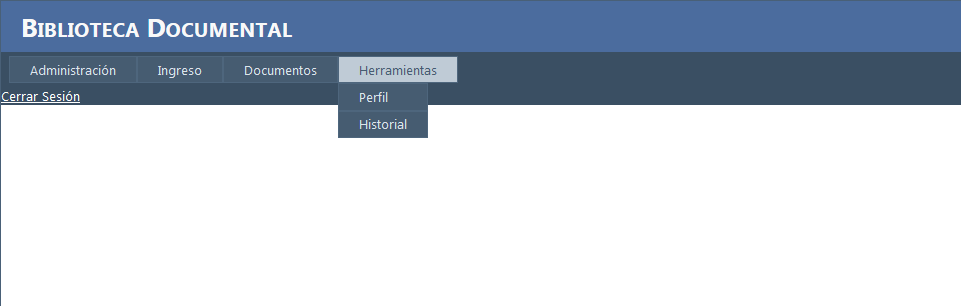 Biblioteca Documental
Administración Ingreso Documentos Herramientas
Cerrar Sesión Perfil
Historial